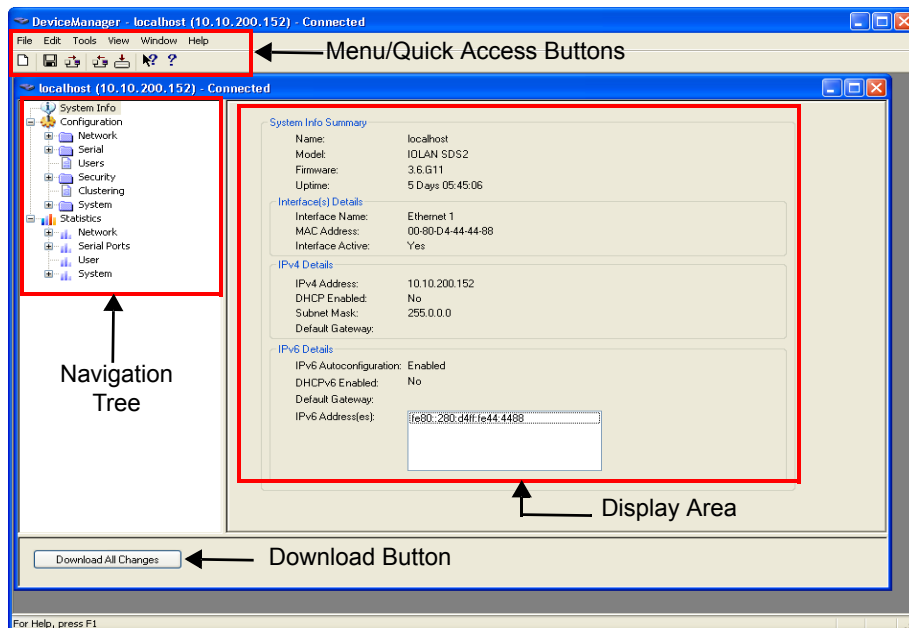 DeviceManager - localhost (10.10.200.152) - Connected
File Edit Tools View Window Help
Menu/Quick Access Buttons
localhost (10.10.200.152) - Connected
System Info
Configuration
Network
Serial
Users
Security
Clustering
System
Statistics
Network
Serial Ports
User
System
Navigation
Tree
System Info Summary
Name: localhost
Model: IOLAN SDS2
Firmware: 3.6.G11
Uptime: 5 Days 05:45:06
Interface(s) Details
Interface Name: Ethernet 1
MAC Address: 00-80-D4-44-44-88
Interface Active: Yes
IPv4 Details
IPv4 Address: 10.10.200.152
DHCP Enabled: No
Subnet Mask: 255.0.0.0
Default Gateway:
IPv6 Details
IPv6 Autoconfiguration: Enabled
DHCPv6 Enabled: No
Default Gateway:
IPv6 Address(es): fe80::280:d4ff:fe44:4488
Display Area
Download All Changes
Download Button
For Help, press F1